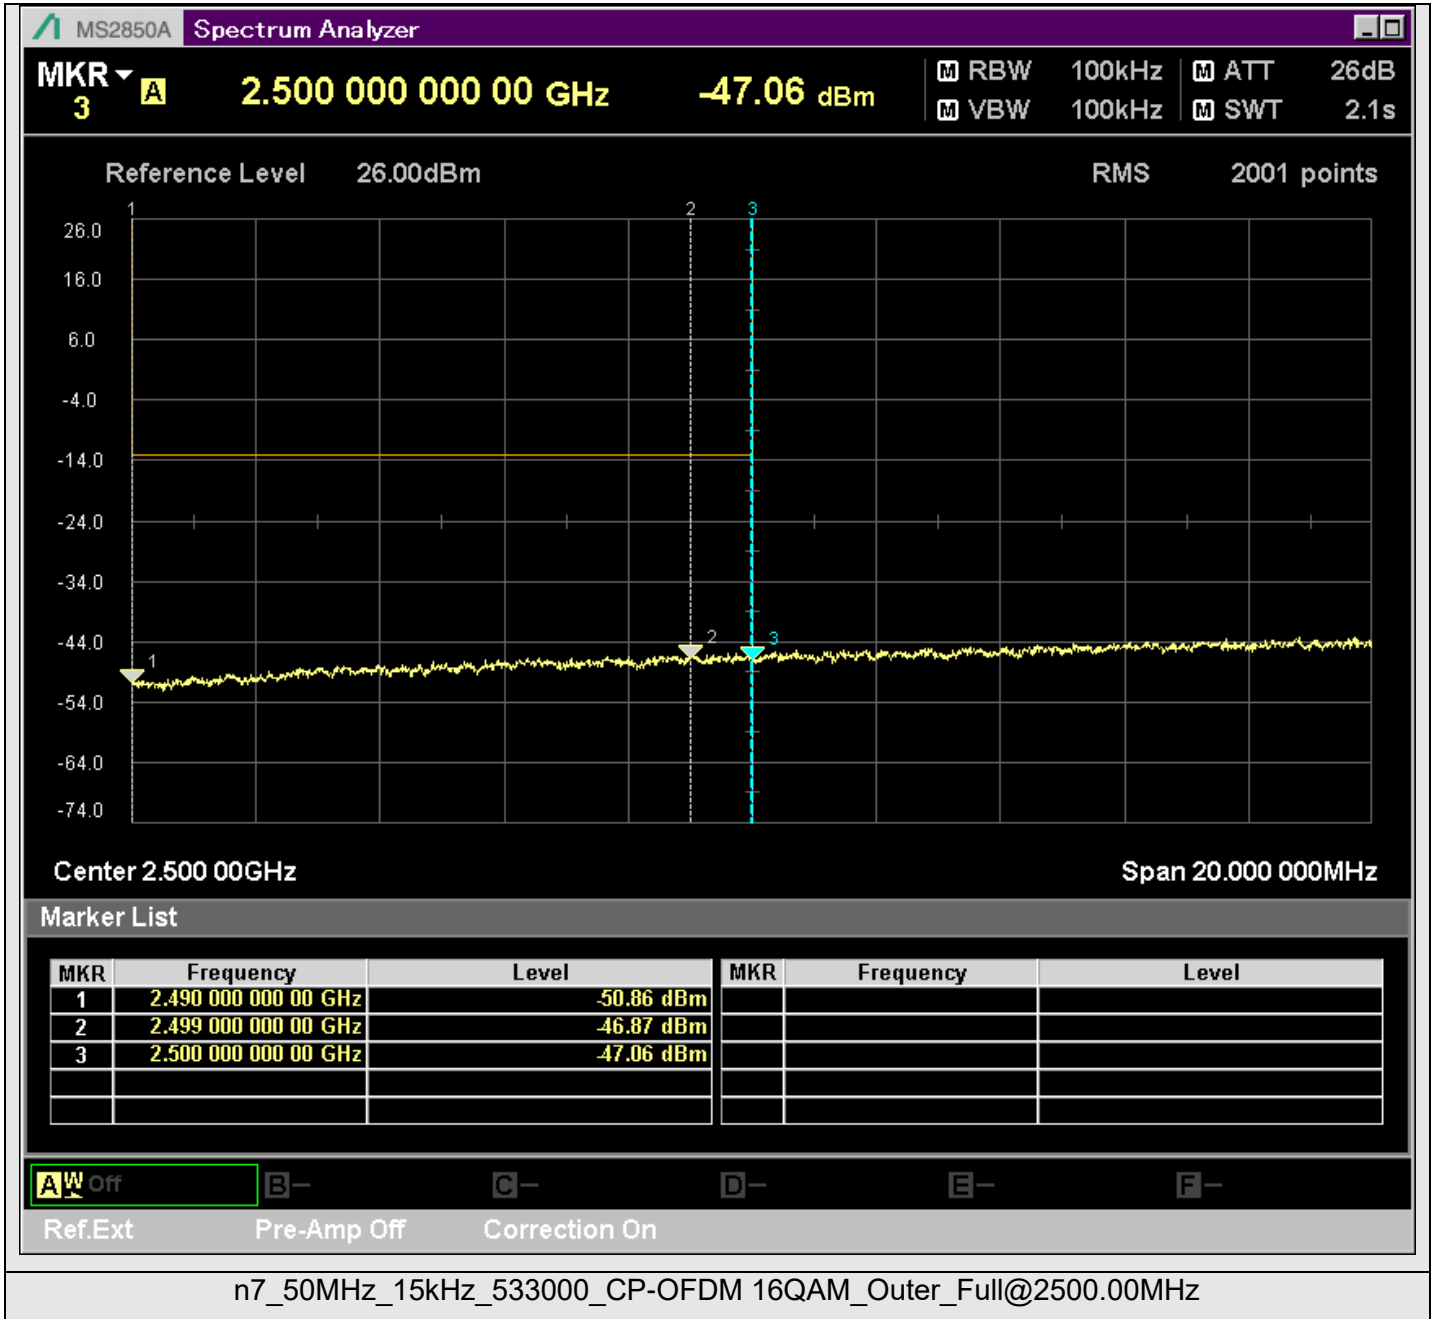 MS2850A Spectrum Analyzer
MKR A 2.500 000 000 00 GHz -47.06 dBm M RBW 100kHz M ATT 26dB
3 M VBW 100kHz M SWT 2.1s
Reference Level 26.00dBm RMS 2001 points
1 2 3
26.0
16.0
6.0
-4.0
-14.0
-24.0
-34.0
-44.0
2 3
1
-54.0
-64.0
-74.0
Center 2.500 00GHz Span 20.000 000MHz
Marker List
MKR Frequency Level MKR Frequency Level
1 2.490 000 000 00 GHz -50.86 dBm
2 2.499 000 000 00 GHz -46.87 dBm
3 2.500 000 000 00 GHz -47.06 dBm
A W Off B – C – D – E – F –
Ref.Ext Pre-Amp Off Correction On
n7_50MHz_15kHz_533000_CP-OFDM 16QAM_Outer_Full@2500.00MHz